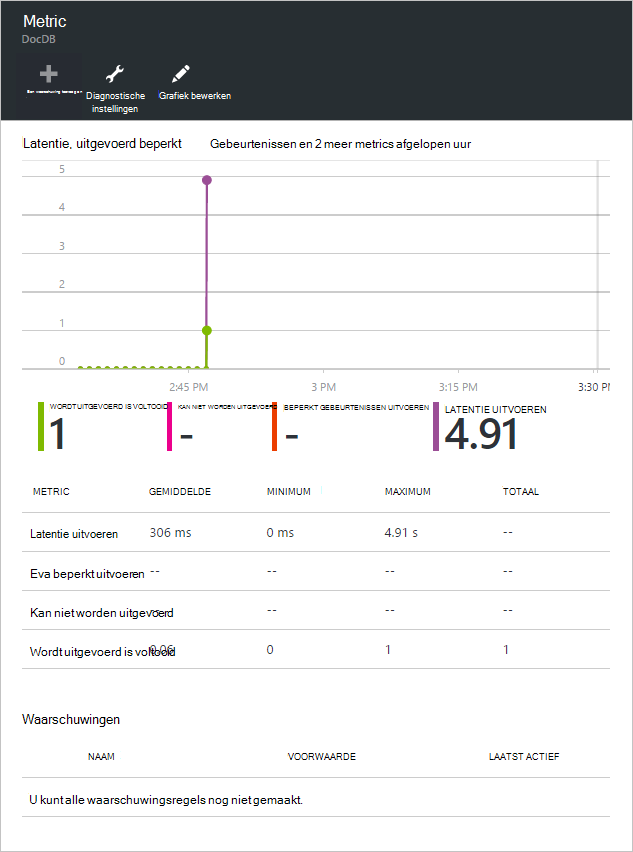 Metric
DocDB
Een waarschuwing toevoegen
Diagnostische
instellingen
Grafiek bewerken
Latentie, uitgevoerd beperkt Gebeurtenissen en 2 meer metrics afgelopen uur
5
4
3
2
1
0
2:45 PM 3 PM 3:15 PM 3:30 P
WORDT UITGEVOERD IS VOLTOOID KAN NIET WORDEN UITGEVOERD BEPERKT GEBEURTENISSEN UITVOEREN LATENTIE UITVOEREN
1 - - 4.91
METRIC GEMIDDELDE MINIMUM MAXIMUM TOTAAL
Latentie uitvoeren 306 ms 0 ms 4.91 s --
Eva beperkt uitvoeren -- -- -- --
Kan niet worden uitgevoerd -- -- -- --
Wordt uitgevoerd is voltooid 0.06 0 1 1
Waarschuwingen
NAAM VOORWAARDE LAATST ACTIEF
U kunt alle waarschuwingsregels nog niet gemaakt.